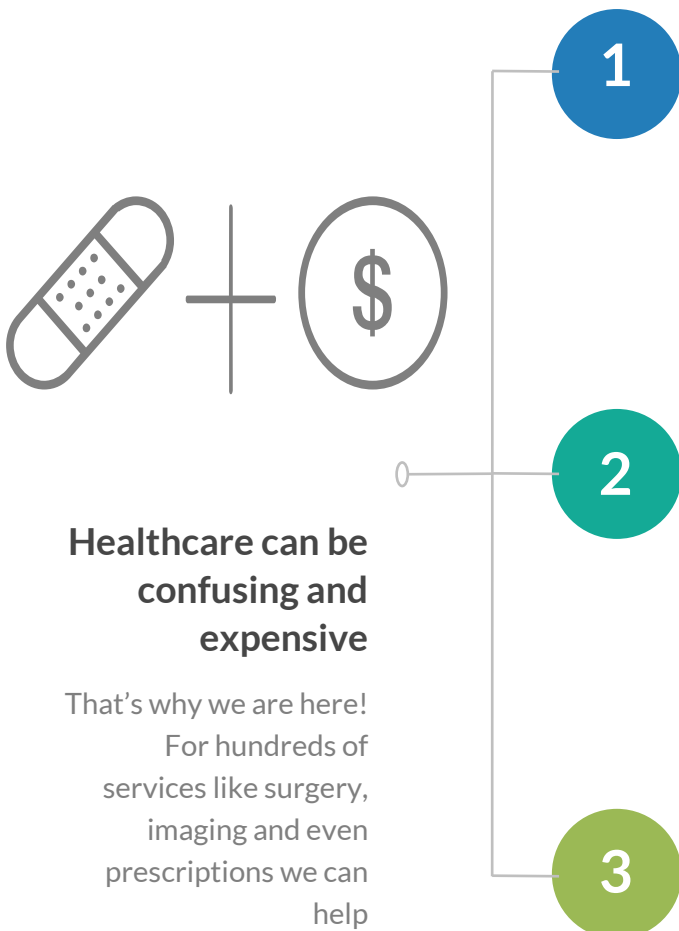 1
$
2
Healthcare can be
confusing and
expensive
That’s why we are here!
For hundreds of
services like surgery,
imaging and even
prescriptions we can
help
3